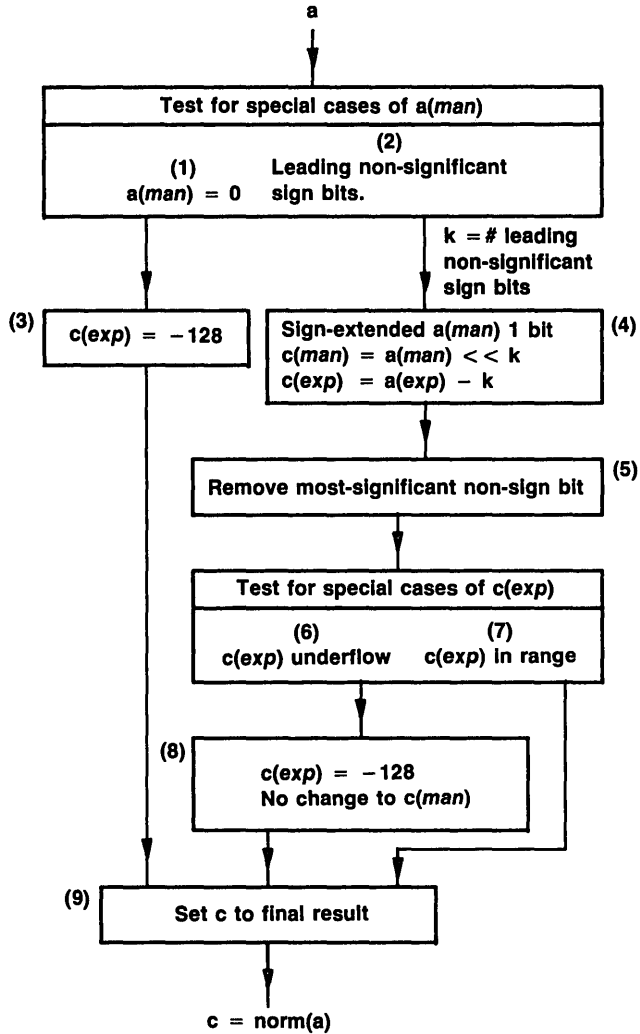 a
Test for special cases of a(man)
(2)
(1) Leading non-significant
a(man) = 0 sign bits.
k = # leading
non-significant
sign bits
(3)
c(exp) = −128
Sign-extended a(man) 1 bit
c(man) = a(man) << k
c(exp) = a(exp) − k
(4)
Remove most-significant non-sign bit
(5)
Test for special cases of c(exp)
(6) (7)
c(exp) underflow c(exp) in range
(8)
c(exp) = −128
No change to c(man)
(9)
Set c to final result
c = norm(a)